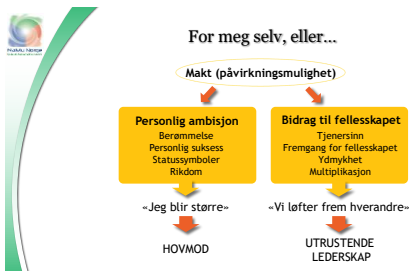 For meg selv, eller...
Makt (påvirkningsmulighet)
Personlig ambisjon
Berømmelse
Personlig suksess
Statussymboler
Rikdom
Bidrag til fellesskapet
Tjenersinn
Fremgang for fellesskapet
Ydmykhet
Multiplikasjon
«Jeg blir større»
«Vi løfter frem hverandre»
HOVMOD
UTRUSTENDE
LEDERSKAP